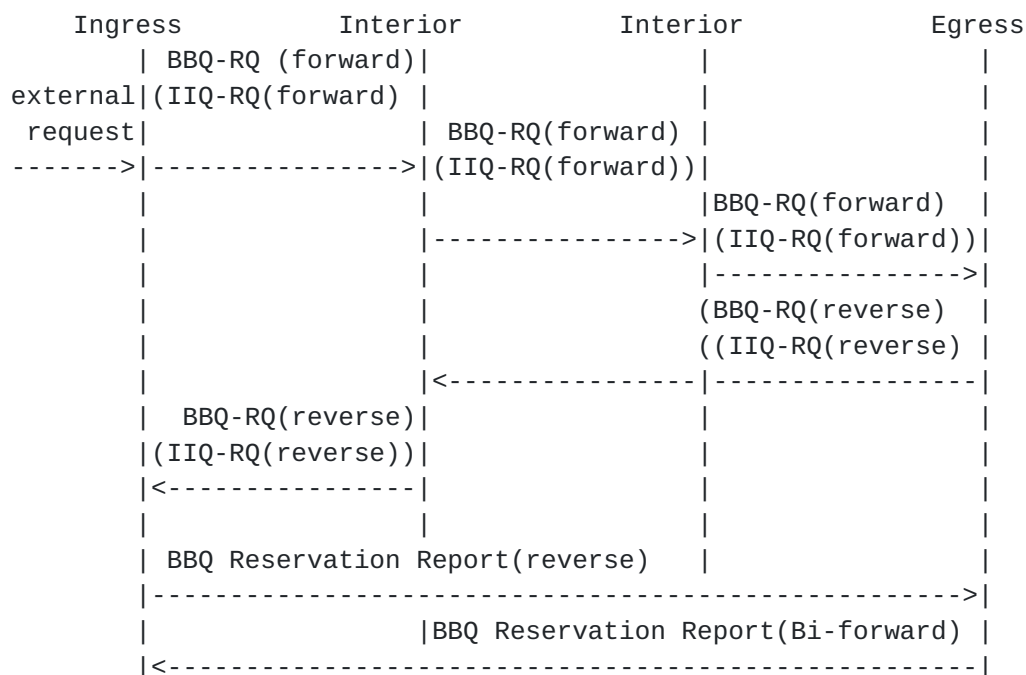 Ingress          Interior          Interior            Egress
        | BBQ-RQ (forward)|                 |                 |
external|(IIQ-RQ(forward) |                 |                 |
 request|                 | BBQ-RQ(forward) |                 |
------->|---------------->|(IIQ-RQ(forward))|                 |
        |                 |                 |BBQ-RQ(forward)  |
        |                 |---------------->|(IIQ-RQ(forward))|
        |                 |                 |---------------->|
        |                 |                 (BBQ-RQ(reverse)  |
        |                 |                 ((IIQ-RQ(reverse) |
        |                 |<----------------|-----------------|
        |  BBQ-RQ(reverse)|                 |                 |
        |(IIQ-RQ(reverse))|                 |                 |
        |<----------------|                 |                 |
        |                 |                 |                 |
        | BBQ Reservation Report(reverse)   |                 |
        |---------------------------------------------------->|
        |                 |BBQ Reservation Report(Bi-forward) |
        |<----------------------------------------------------|